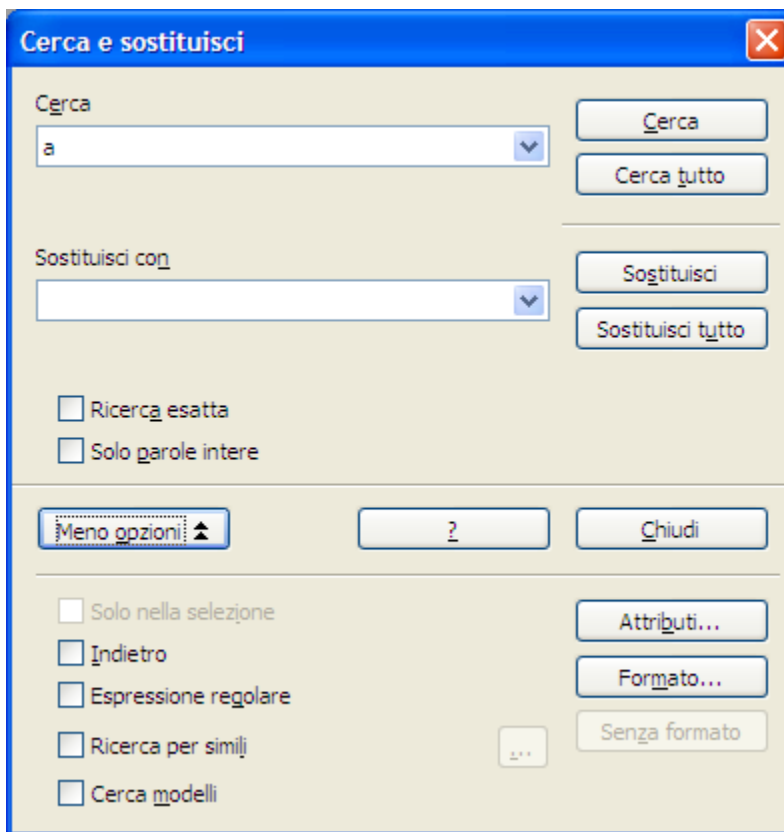 Cerca e sostituisci
Cerca
a
Cerca
Cerca tutto
Sostituisci con
Sostituisci
Sostituisci tutto
Ricerca esatta
Solo parole intere
Meno opzioni
?
Chiudi
Solo nella selezione
Indietro
Espressione regolare
Ricerca per simili
...
Cerca modelli
Attributi...
Formato...
Senza formato